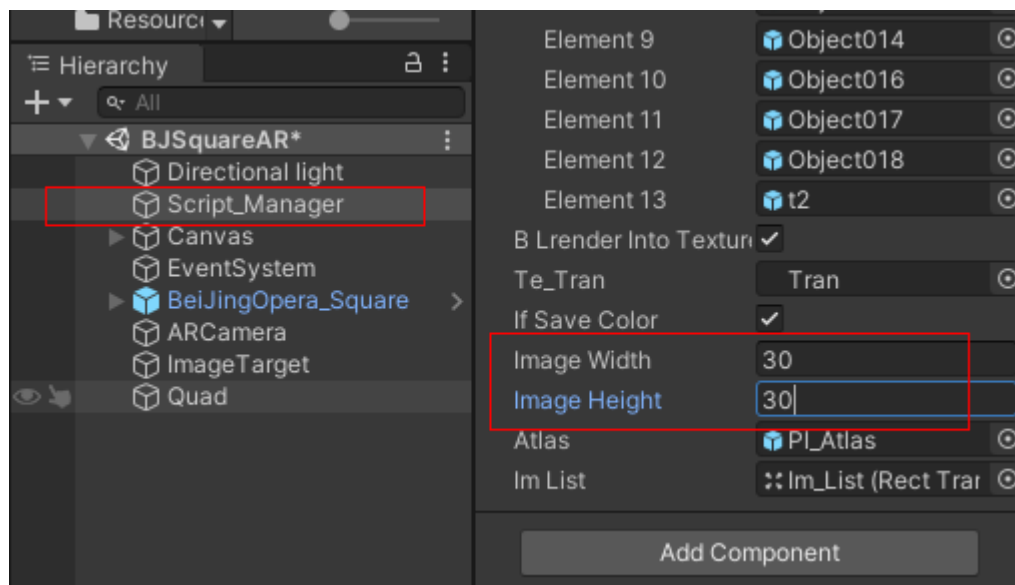 Resourc
Hierarchy
All
BJSquareAR*
Directional light
Script_Manager
Canvas
EventSystem
BeiJingOpera_Square
ARCamera
ImageTarget
Quad
Element 9 Object014
Element 10 Object016
Element 11 Object017
Element 12 Object018
Element 13 t2
B Lrender Into Textur
Te_Tran Tran
If Save Color
Image Width 30
Image Height 30
Atlas Pl_Atlas
Im List Im_List (Rect Trar
Add Component